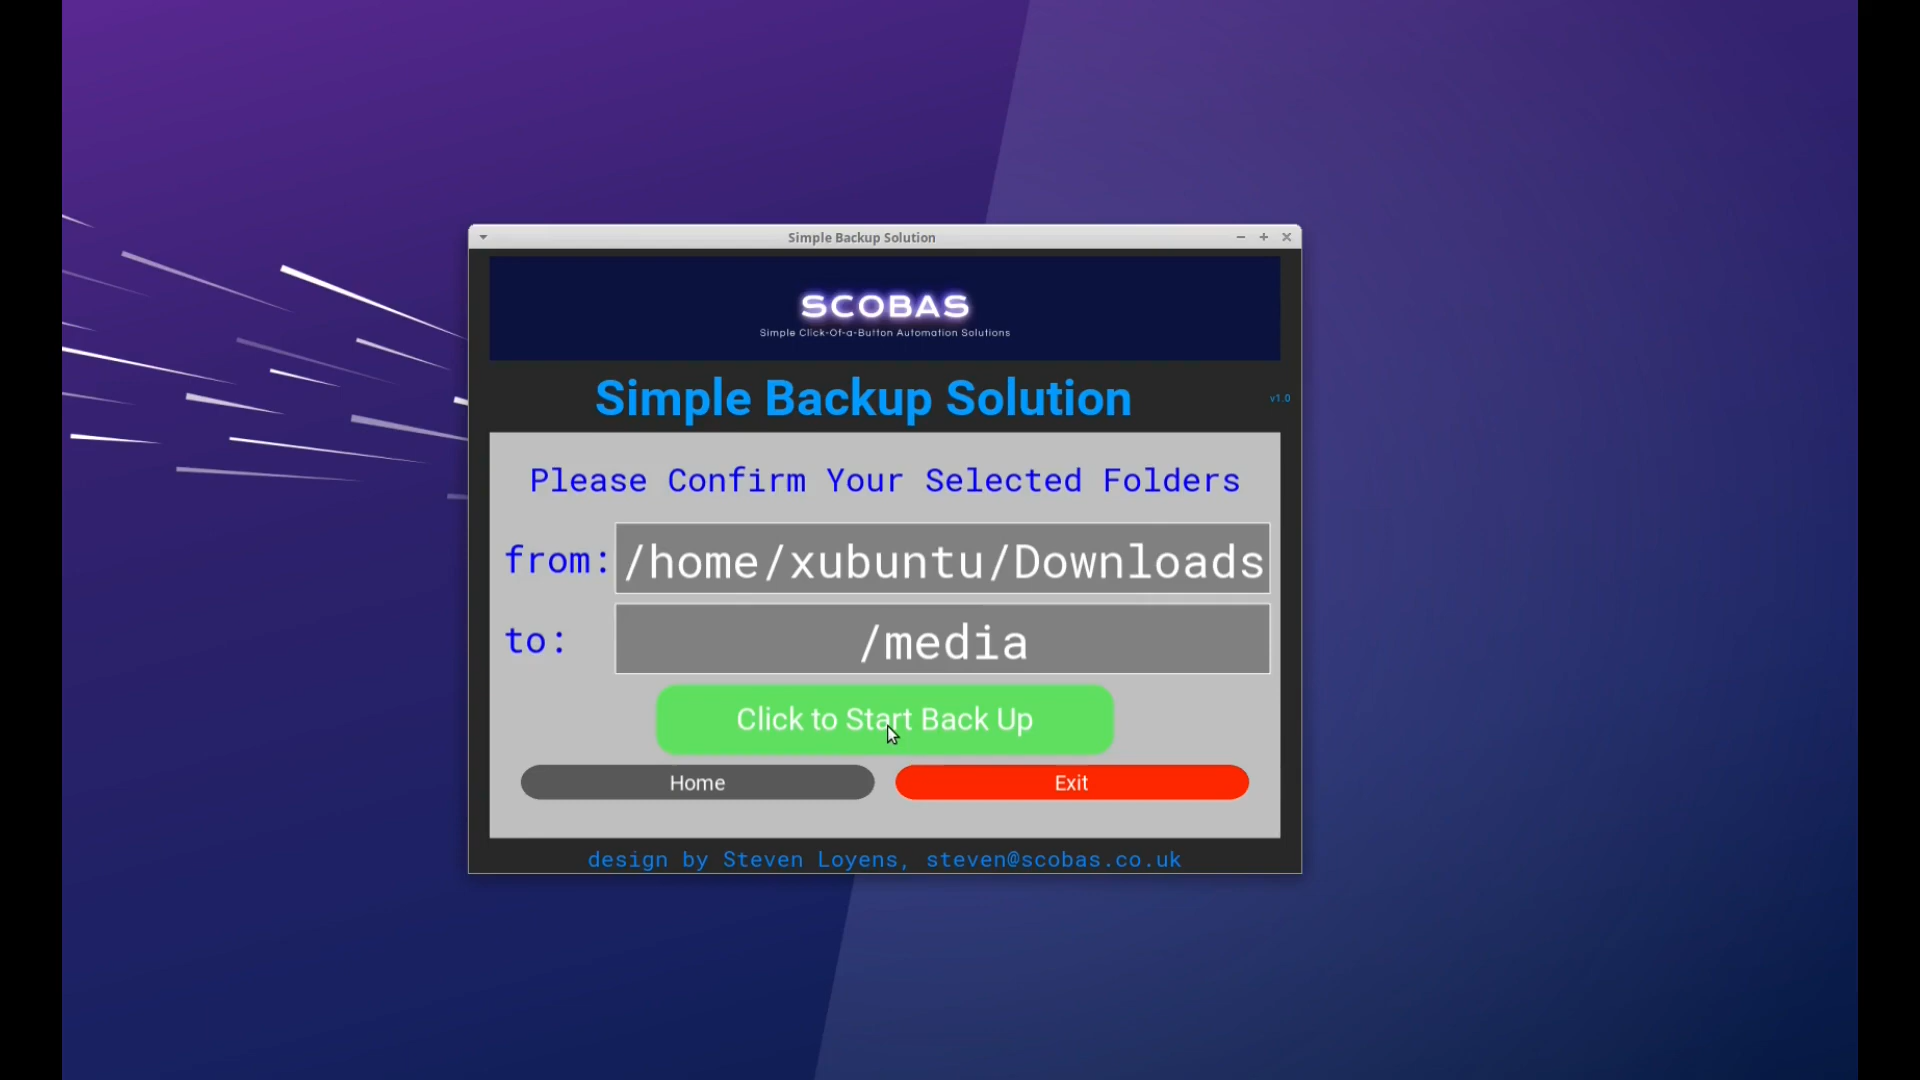 Simple Backup Solution
SCOBAS
Simple Click-Of-a-Button Automation Solutions
Simple Backup Solution
v1.0
Please Confirm Your Selected Folders
from: /home/xubuntu/Downloads
to: /media
Click to Start Back Up
Home Exit
design by Steven Loyens, steven@scobas.co.uk